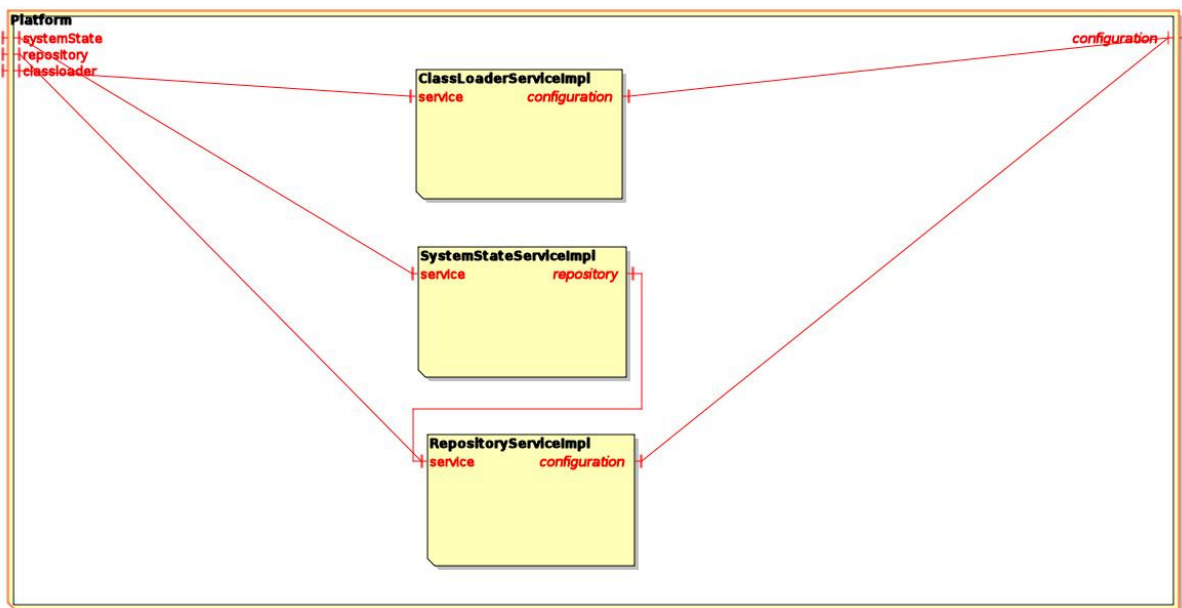 Platform
systemState
repository
classloader
configuration
ClassLoaderServiceImpl
service configuration
SystemStateServiceImpl
service repository
RepositoryServiceImpl
service configuration